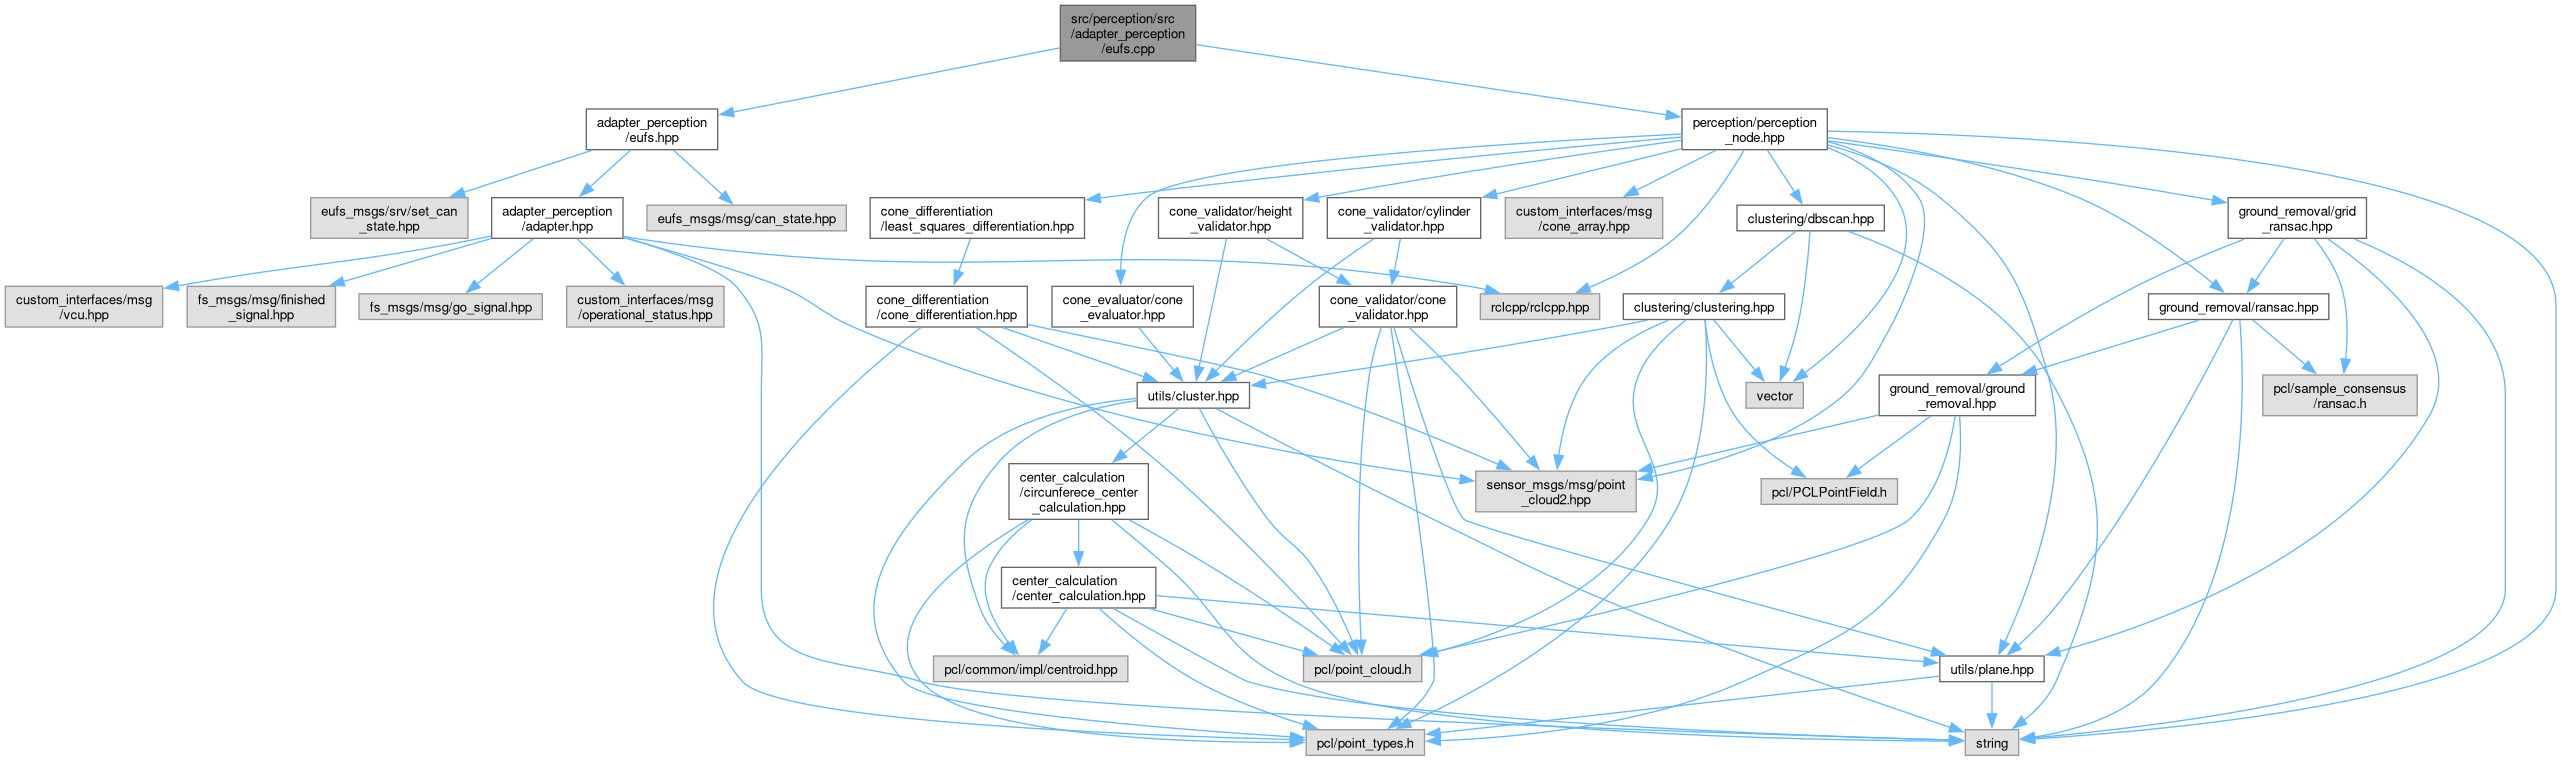 src/perception/src
/adapter_perception
/eufs.cpp
adapter_perception
/eufs.hpp
perception/perception
_node.hpp
eufs_msgs/srv/set_can
_state.hpp
adapter_perception
/adapter.hpp
eufs_msgs/msg/can_state.hpp
cone_differentiation
/least_squares_differentiation.hpp
cone_validator/height
_validator.hpp
cone_validator/cylinder
_validator.hpp
custom_interfaces/msg
/cone_array.hpp
clustering/dbscan.hpp
ground_removal/grid
_ransac.hpp
custom_interfaces/msg
/vcu.hpp
fs_msgs/msg/finished
_signal.hpp
fs_msgs/msg/go_signal.hpp
custom_interfaces/msg
/operational_status.hpp
cone_differentiation
/cone_differentiation.hpp
cone_evaluator/cone
_evaluator.hpp
cone_validator/cone
_validator.hpp
rclcpp/rclcpp.hpp
clustering/clustering.hpp
ground_removal/ransac.hpp
utils/cluster.hpp
vector
ground_removal/ground
_removal.hpp
pcl/sample_consensus
/ransac.h
center_calculation
/circunferece_center
_calculation.hpp
sensor_msgs/msg/point
_cloud2.hpp
pcl/PCLPointField.h
center_calculation
/center_calculation.hpp
pcl/common/impl/centroid.hpp
pcl/point_cloud.h
utils/plane.hpp
pcl/point_types.h
string